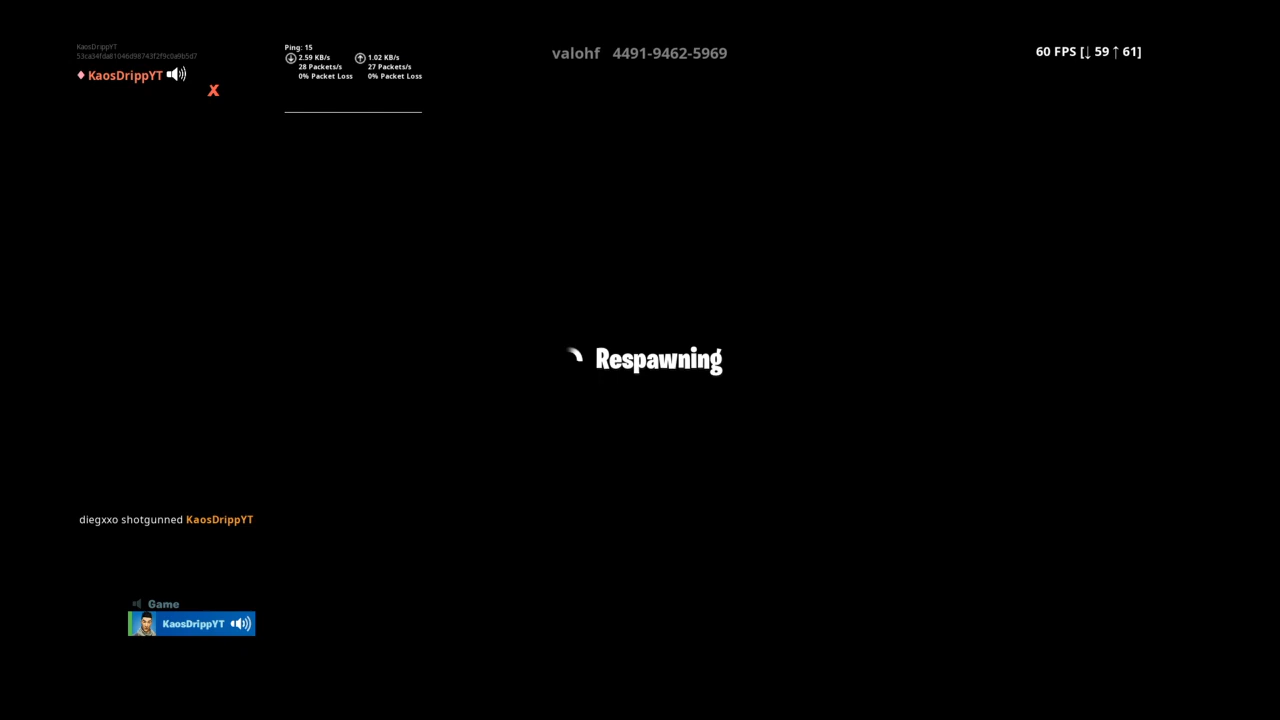 KaosDrippYT
KaosDrippYT
X
Ping: 15
2.59 KB/s
28 Packets/s
0% Packet Loss
1.02 KB/s
27 Packets/s
0% Packet Loss
valohf 4491-9462-5969
60 FPS [↓ 59 ↑ 61]
Respawning
diegxxo shotgunned KaosDrippYT
Game
KaosDrippYT